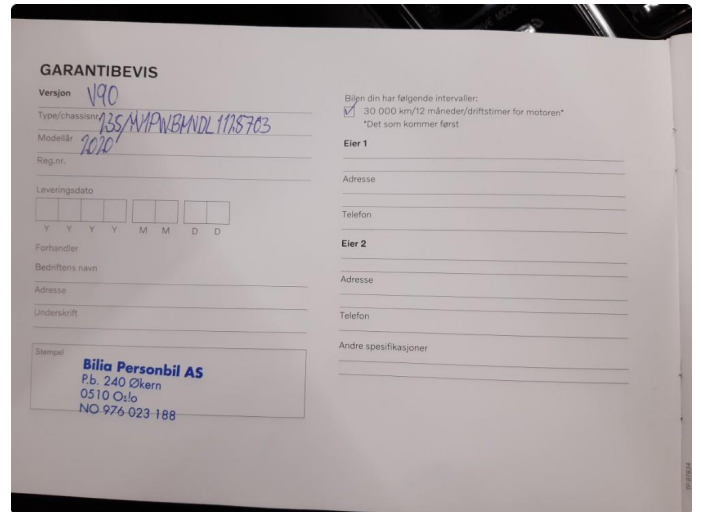 GARANTIBEVIS
Versjon V90
Type/chassisnr.
Modellår 2020
Reg.nr.
Leveringsdato
Y Y Y Y M M D D
Forhandler
Bedriftens navn
Adresse
Underskrift
Stempel
Bilia Personbil AS
P.b. 240 Økern
0510 Oslo
NO 976 023 188
Bilen din har følgende intervaller:
30 000 km/12 måneder/driftstimer for motoren*
*Det som kommer først
Eier 1
Adresse
Telefon
Eier 2
Adresse
Telefon
Andre spesifikasjoner